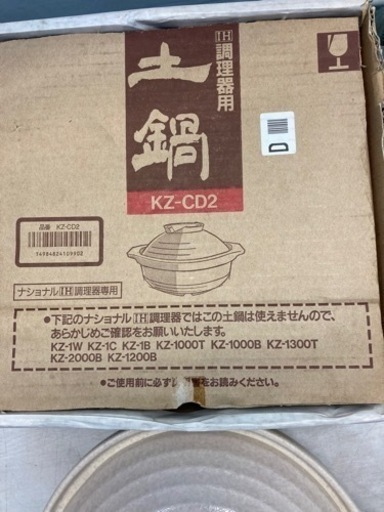 IH調理器用
土鍋
KZ-CD2
D
品番 KZ-CD2
ナショナルIH調理器専用
●下記のナショナルIH調理器ではこの土鍋は使えませんので、
あらかじめご確認をお願いいたします。
KZ-1W KZ-1C KZ-1B KZ-1000T KZ-1000B KZ-1300T
KZ-2000B KZ-1200B
●ご使用前に必ず
をお読みください。